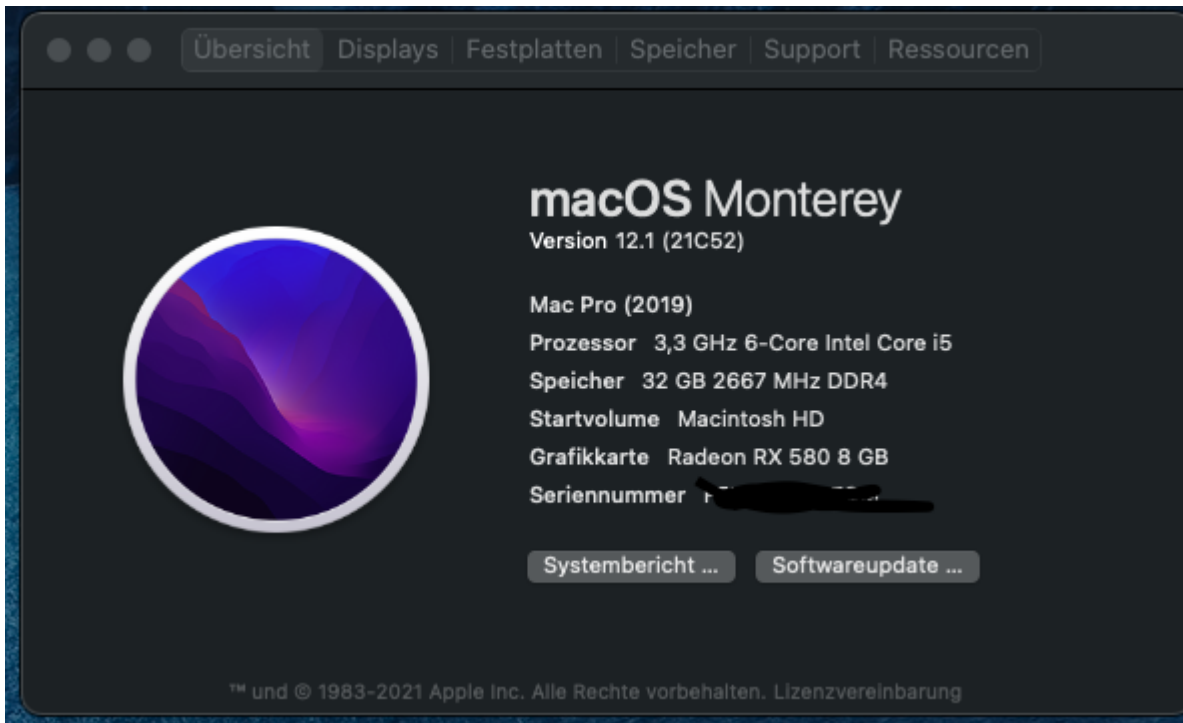 Übersicht Displays Festplatten Speicher Support Ressourcen
macOS Monterey
Version 12.1 (21C52)
Mac Pro (2019)
Prozessor 3,3 GHz 6-Core Intel Core i5
Speicher 32 GB 2667 MHz DDR4
Startvolume Macintosh HD
Grafikkarte Radeon RX 580 8 GB
Seriennummer
Systembericht ... Softwareupdate ...
™ und © 1983-2021 Apple Inc. Alle Rechte vorbehalten. Lizenzvereinbarung